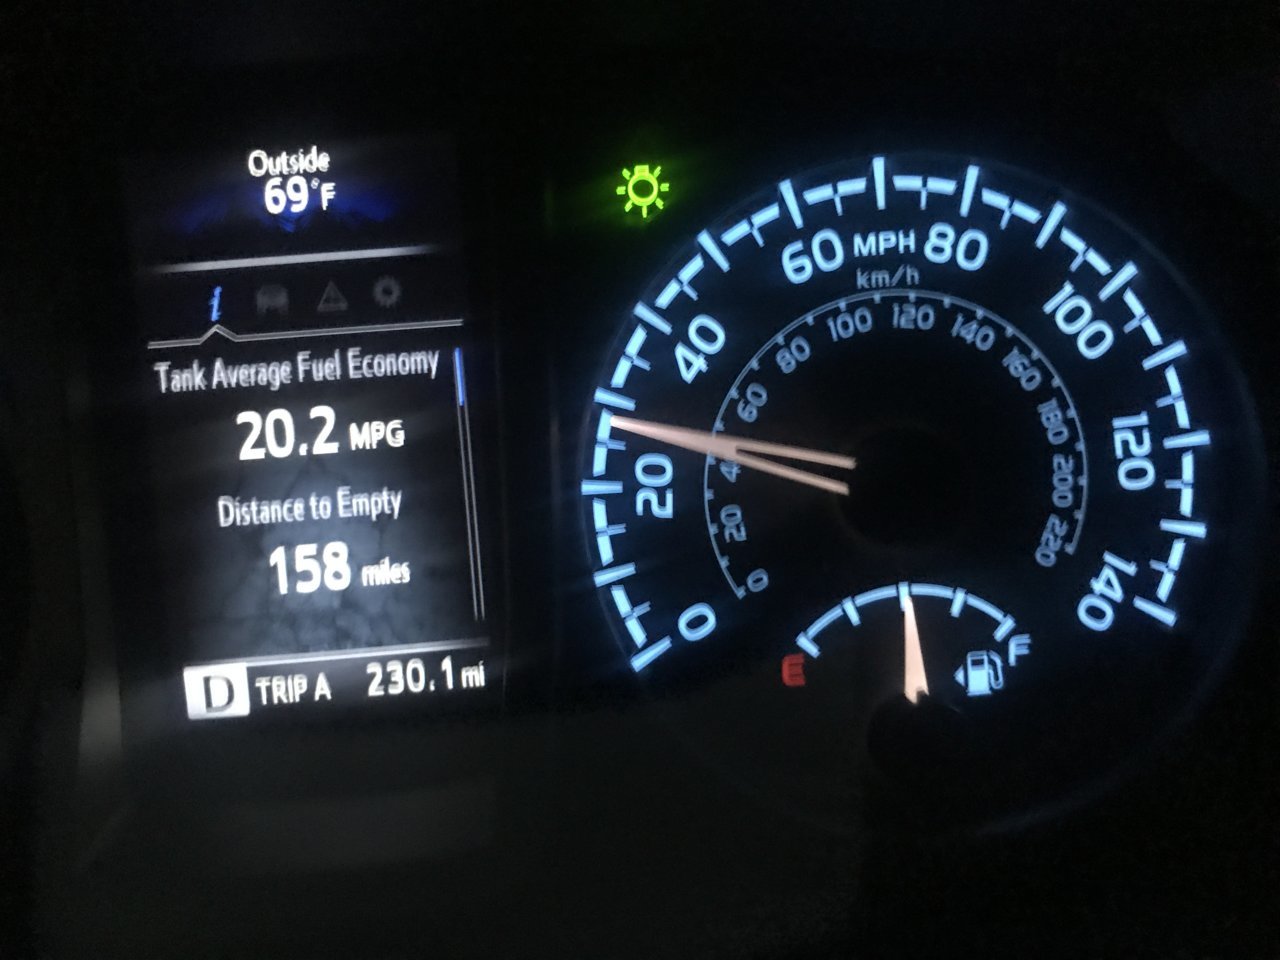 Outside
69°F
i
Tank Average Fuel Economy
20.2 MPG
Distance to Empty
158 miles
D TRIP A 230.1 mi
0
20
40
60
MPH
80
100
120
140
km/h
0
20
40
60
80
100
120
140
160
180
200
220
E
F